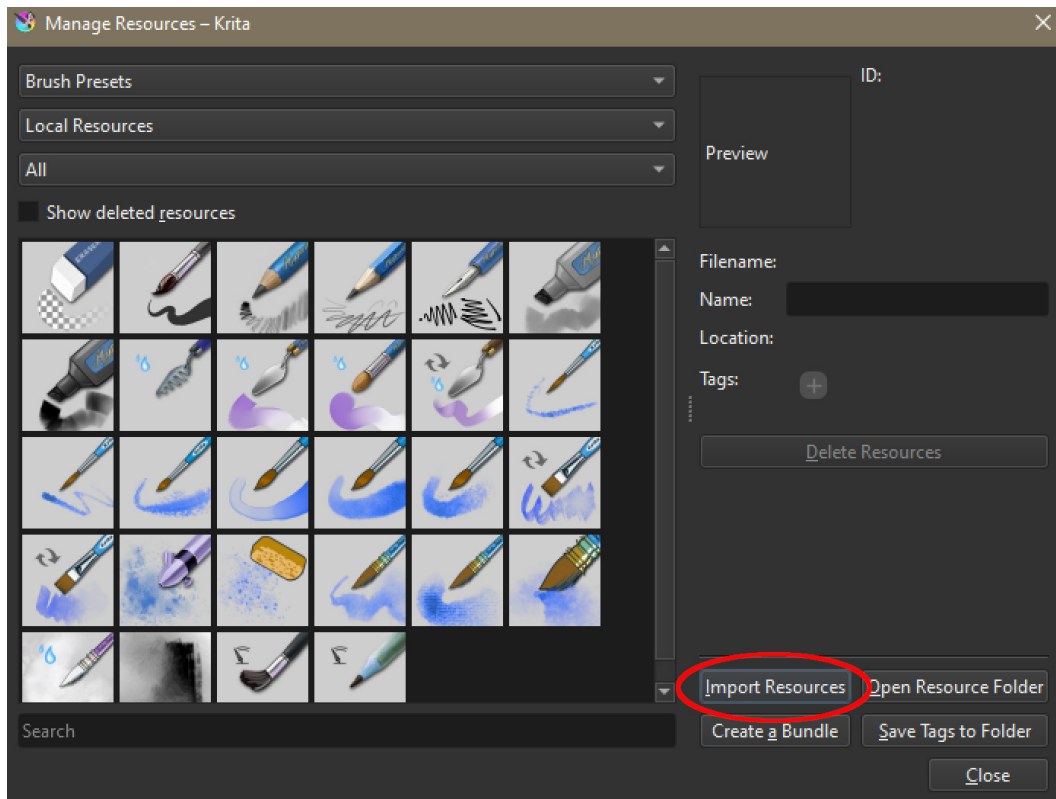 Manage Resources – Krita
Brush Presets
Local Resources
All
Show deleted resources
ID:
Preview
Filename:
Name:
Location:
Tags:
Delete Resources
Import Resources
Open Resource Folder
Search
Create a Bundle
Save Tags to Folder
Close